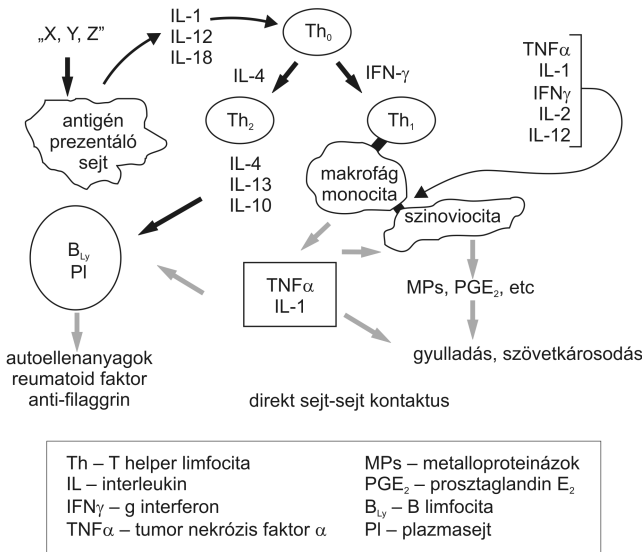 „X, Y, Z”
IL-1
IL-12
IL-18
Th₀
antigén
prezentáló
sejt
IL-4
IFN-γ
Th₂
Th₁
TNFα
IL-1
IFNγ
IL-2
IL-12
IL-4
IL-13
IL-10
makrofág
monocita
szinoviocita
B_Ly
Pl
TNFα
IL-1
MPs, PGE₂, etc
autoellenanyagok
reumatoid faktor
anti-filaggrin
gyulladás, szövetkárosodás
direkt sejt-sejt kontaktus
Th – T helper limfocita
IL – interleukin
IFNγ – g interferon
TNFα – tumor nekrózis faktor α
MPs – metalloproteinázok
PGE₂ – prosztaglandin E₂
B_Ly – B limfocita
Pl – plazmasejt